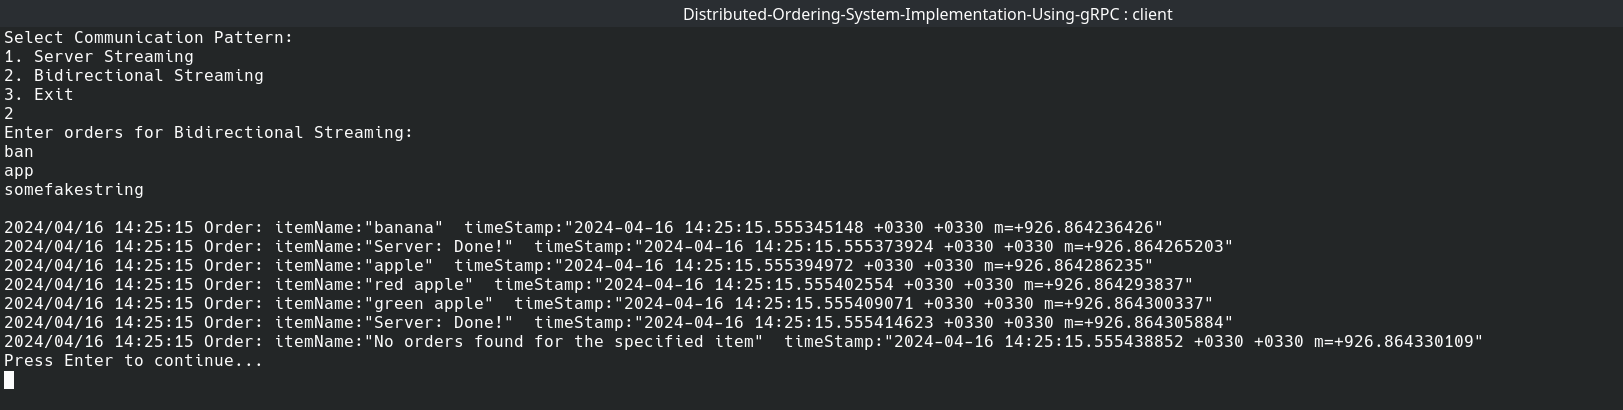 Distributed-Ordering-System-Implementation-Using-gRPC : client
Select Communication Pattern:
1. Server Streaming
2. Bidirectional Streaming
3. Exit
2
Enter orders for Bidirectional Streaming:
ban
app
somefakestring
2024/04/16 14:25:15 Order: itemName:"banana"  timeStamp:"2024-04-16 14:25:15.555345148 +0330 +0330 m=+926.864236426"
2024/04/16 14:25:15 Order: itemName:"Server: Done!"  timeStamp:"2024-04-16 14:25:15.555373924 +0330 +0330 m=+926.864265203"
2024/04/16 14:25:15 Order: itemName:"apple"  timeStamp:"2024-04-16 14:25:15.555394972 +0330 +0330 m=+926.864286235"
2024/04/16 14:25:15 Order: itemName:"red apple"  timeStamp:"2024-04-16 14:25:15.555402554 +0330 +0330 m=+926.864293837"
2024/04/16 14:25:15 Order: itemName:"green apple"  timeStamp:"2024-04-16 14:25:15.555409071 +0330 +0330 m=+926.864300337"
2024/04/16 14:25:15 Order: itemName:"Server: Done!"  timeStamp:"2024-04-16 14:25:15.555414623 +0330 +0330 m=+926.864305884"
2024/04/16 14:25:15 Order: itemName:"No orders found for the specified item"  timeStamp:"2024-04-16 14:25:15.555438852 +0330 +0330 m=+926.864330109"
Press Enter to continue...